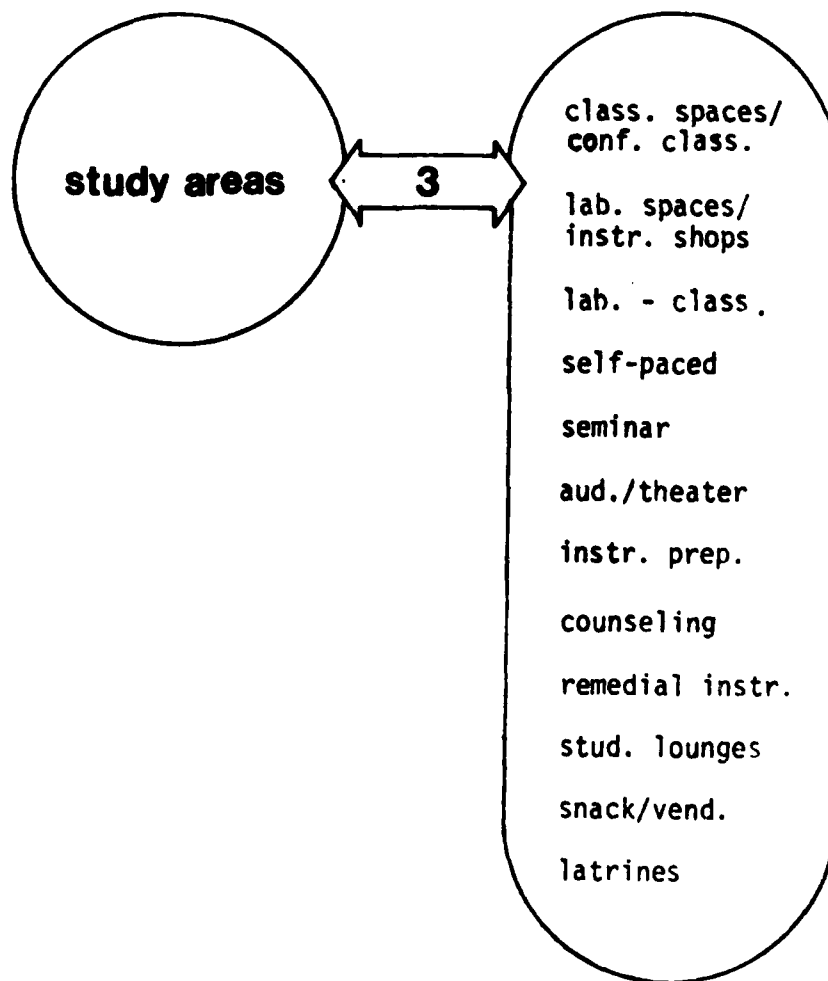 study areas
3
class. spaces/
conf. class.
lab. spaces/
instr. shops
lab. - class.
self-paced
seminar
aud./theater
instr. prep.
counseling
remedial instr.
stud. lounges
snack/vend.
latrines